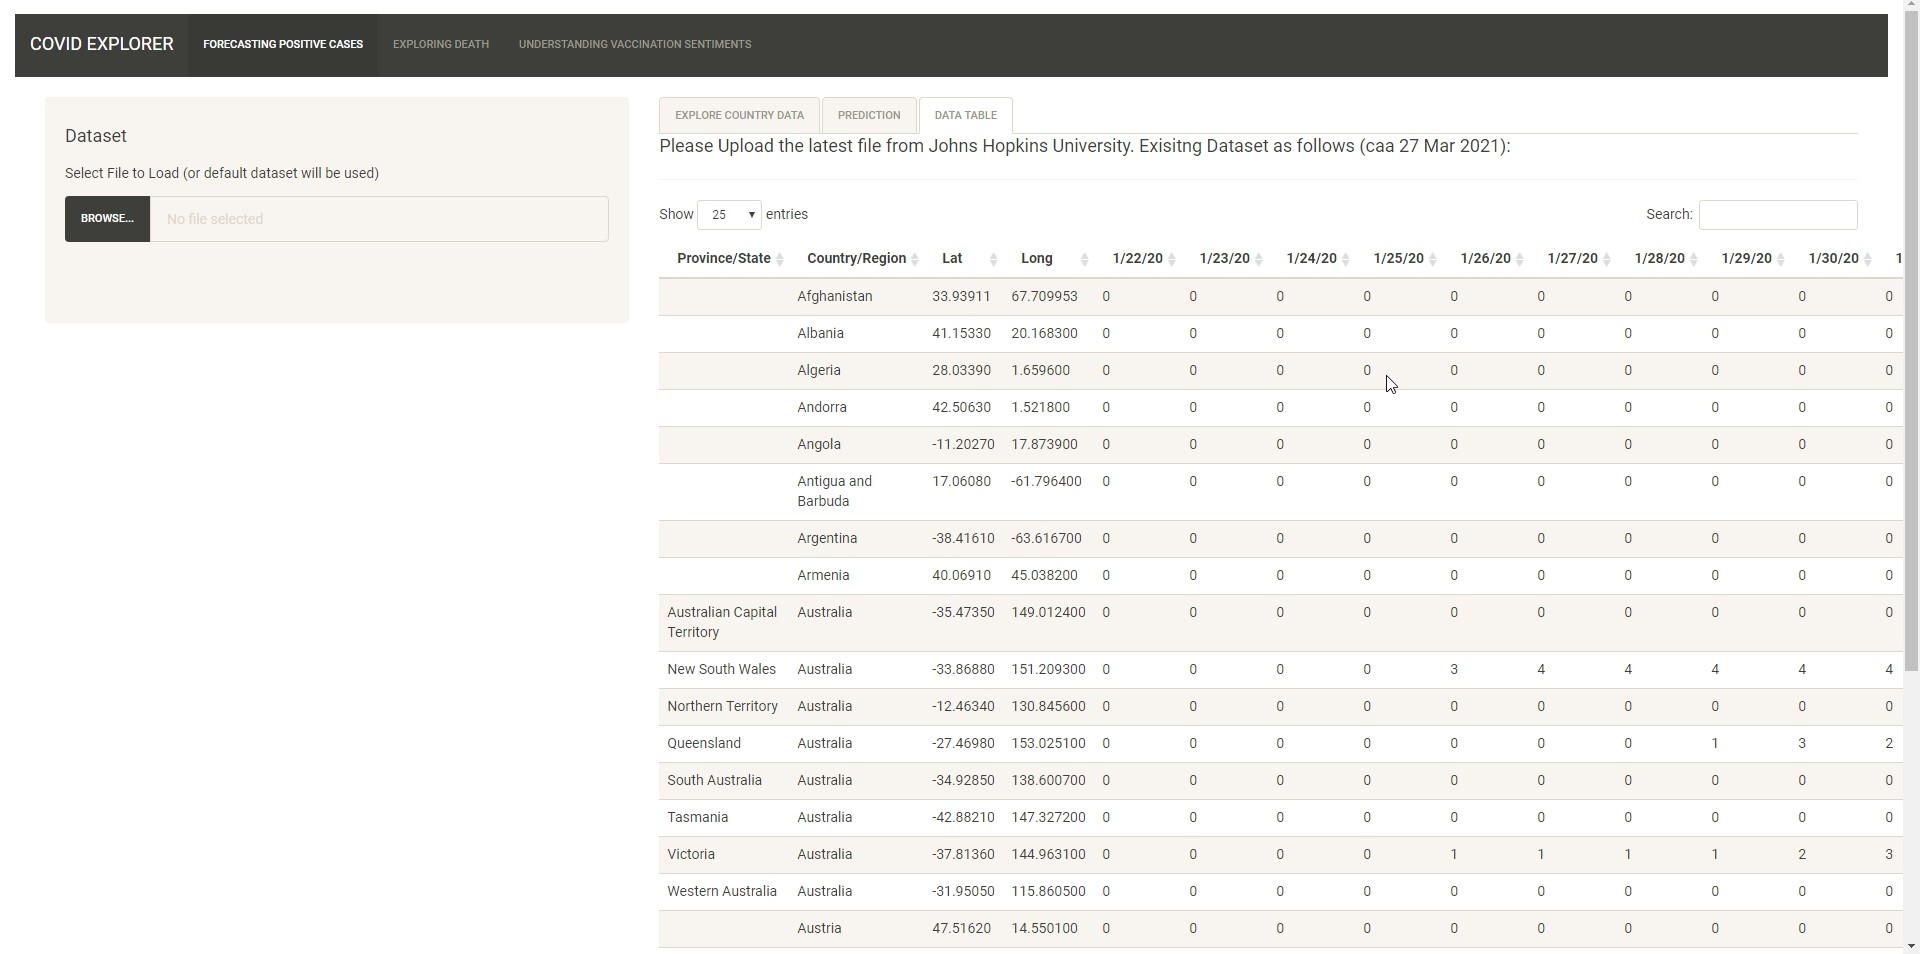 COVID EXPLORER FORECASTING POSITIVE CASES EXPLORING DEATH UNDERSTANDING VACCINATION SENTIMENTS
Dataset
Select File to Load (or default dataset will be used)
BROWSE... No file selected
EXPLORE COUNTRY DATA PREDICTION DATA TABLE
Please Upload the latest file from Johns Hopkins University. Exisitng Dataset as follows (caa 27 Mar 2021):
Show 25 entries Search:
Province/State Country/Region Lat Long 1/22/20 1/23/20 1/24/20 1/25/20 1/26/20 1/27/20 1/28/20 1/29/20 1/30/20 1
Afghanistan 33.93911 67.709953 0 0 0 0 0 0 0 0 0 0
Albania 41.15330 20.168300 0 0 0 0 0 0 0 0 0 0
Algeria 28.03390 1.659600 0 0 0 0 0 0 0 0 0 0
Andorra 42.50630 1.521800 0 0 0 0 0 0 0 0 0 0
Angola -11.20270 17.873900 0 0 0 0 0 0 0 0 0 0
Antigua and 17.06080 -61.796400 0 0 0 0 0 0 0 0 0 0
Barbuda
Argentina -38.41610 -63.616700 0 0 0 0 0 0 0 0 0 0
Armenia 40.06910 45.038200 0 0 0 0 0 0 0 0 0 0
Australian Capital Australia -35.47350 149.012400 0 0 0 0 0 0 0 0 0 0
Territory
New South Wales Australia -33.86880 151.209300 0 0 0 0 3 4 4 4 4 4
Northern Territory Australia -12.46340 130.845600 0 0 0 0 0 0 0 0 0 0
Queensland Australia -27.46980 153.025100 0 0 0 0 0 0 0 1 3 2
South Australia Australia -34.92850 138.600700 0 0 0 0 0 0 0 0 0 0
Tasmania Australia -42.88210 147.327200 0 0 0 0 0 0 0 0 0 0
Victoria Australia -37.81360 144.963100 0 0 0 0 1 1 1 1 2 3
Western Australia Australia -31.95050 115.860500 0 0 0 0 0 0 0 0 0 0
Austria 47.51620 14.550100 0 0 0 0 0 0 0 0 0 0